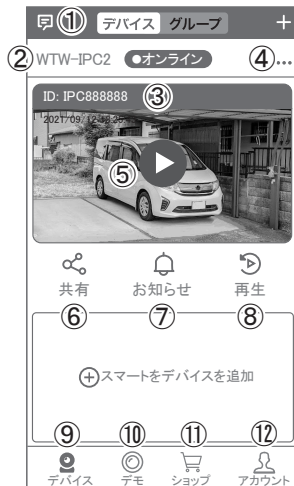 ① デバイス グループ +
② WTW-IPC2 ●オンライン ④ …
ID: IPC888888 ③
⑤
共有 お知らせ 再生
⑥ ⑦ ⑧
⊕スマートをデバイスを追加
⑨ ⑩ ⑪ ⑫
デバイス デモ ショップ アカウント